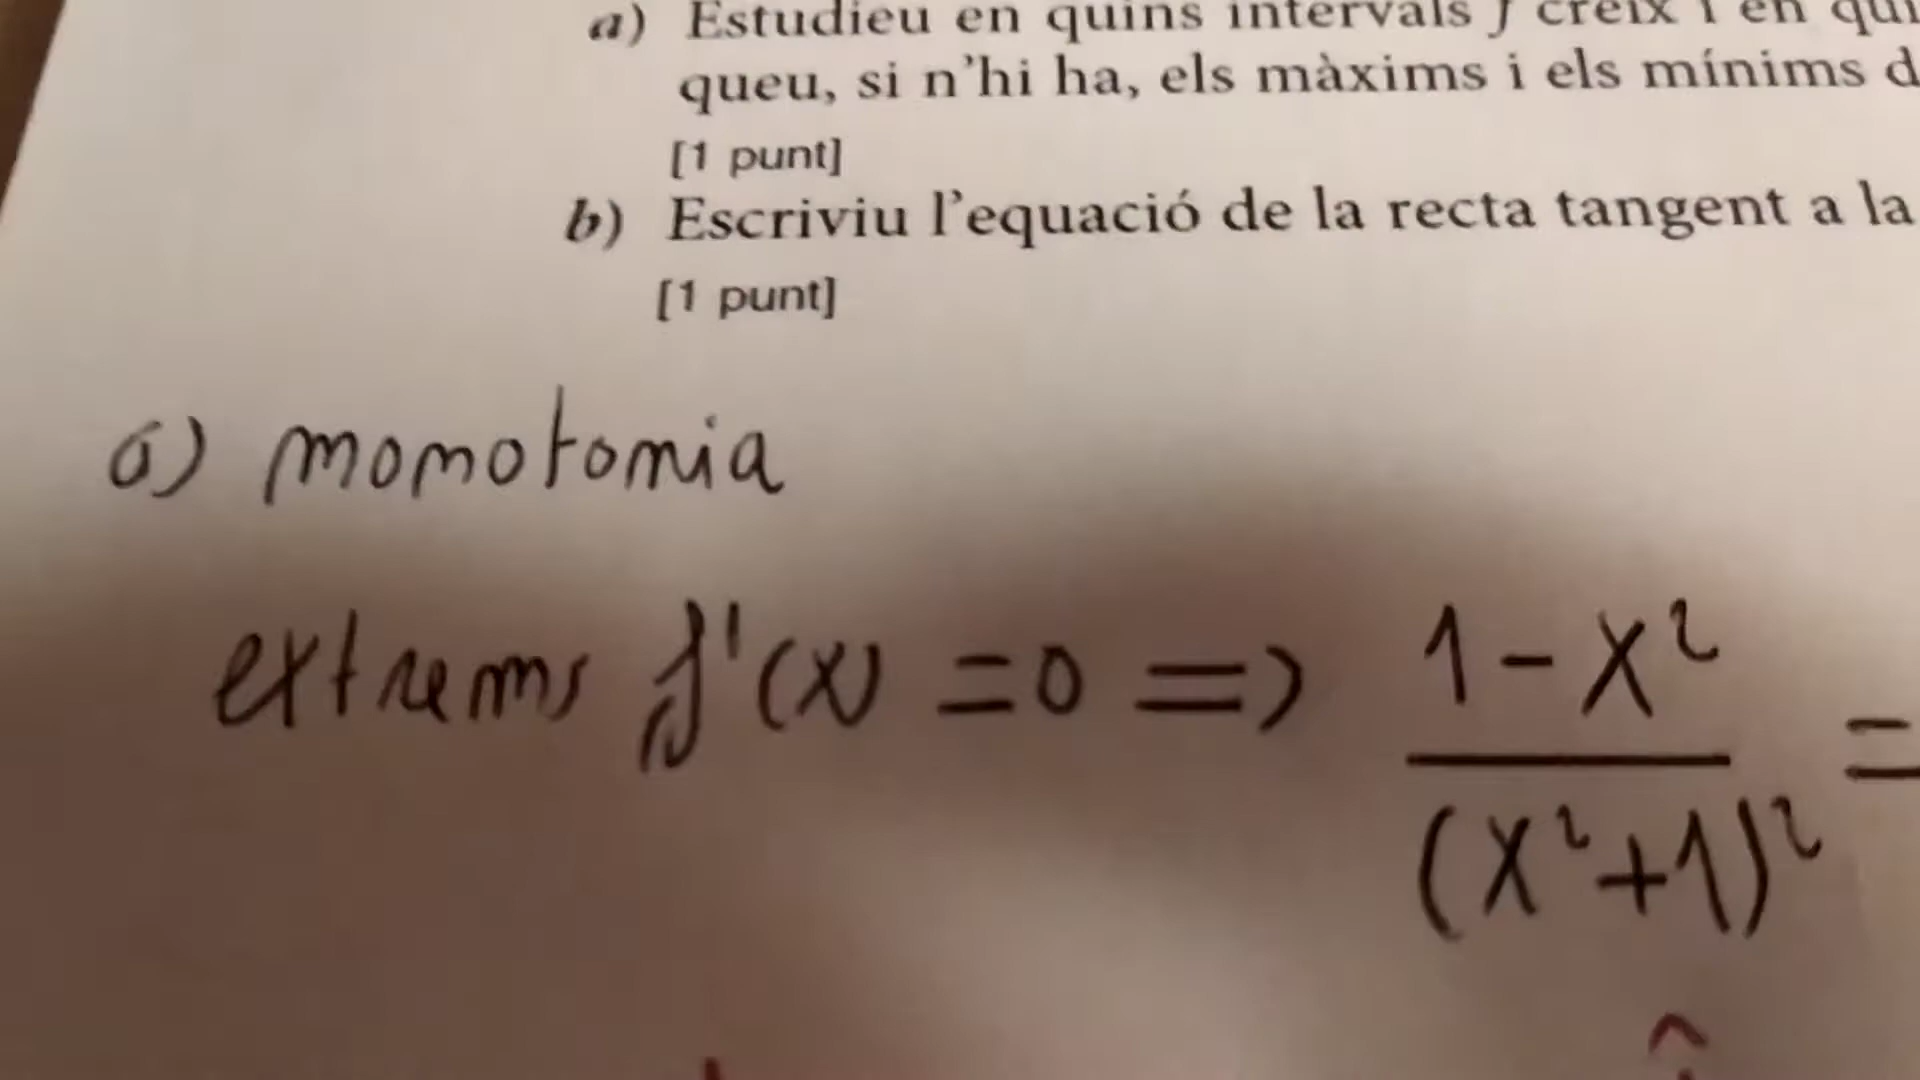 a) Estudieu en quins intervals f creix i en
queu, si n'hi ha, els màxims i els mínims
[1 punt]
b) Escriviu l'equació de la recta tangent a la
[1 punt]
a) monotonia
extrems f'(x) = 0 => (1 - x²)/(x² + 1)² =